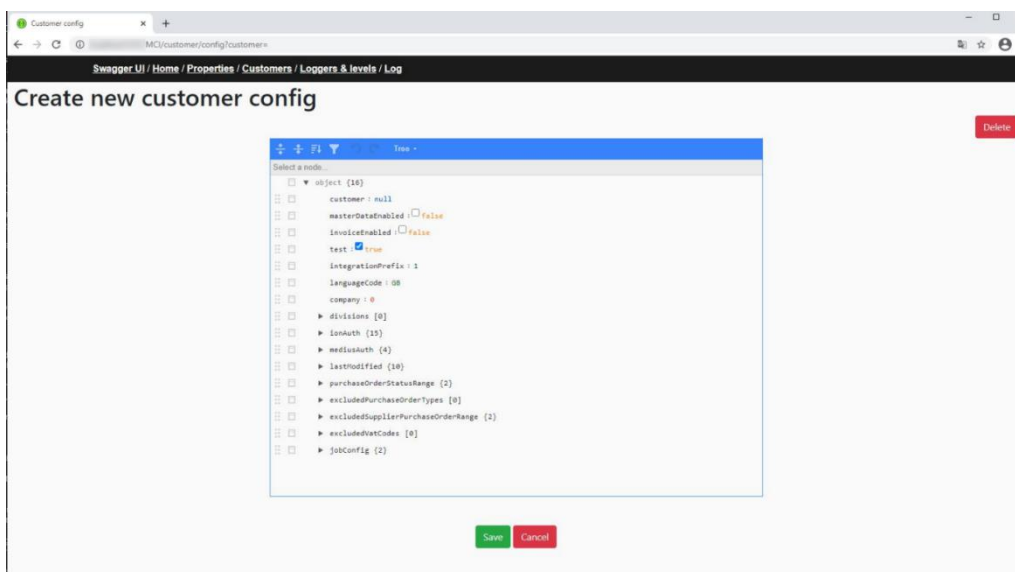 Customer config
MCI/customer/config?customer=
Swagger UI / Home / Properties / Customers / Loggers & levels / Log
Create new customer config
Delete
Tree
Select a node...
object {16}
customer : null
masterDataEnabled : false
invoiceEnabled : false
test : true
integrationPrefix : 1
languageCode : GB
company : 0
divisions [0]
ionAuth {15}
mediusAuth {4}
lastModified {10}
purchaseOrderStatusRange {2}
excludedPurchaseOrderTypes [0]
excludedSupplierPurchaseOrderRange {2}
excludedVatCodes [0]
jobConfig {2}
Save Cancel